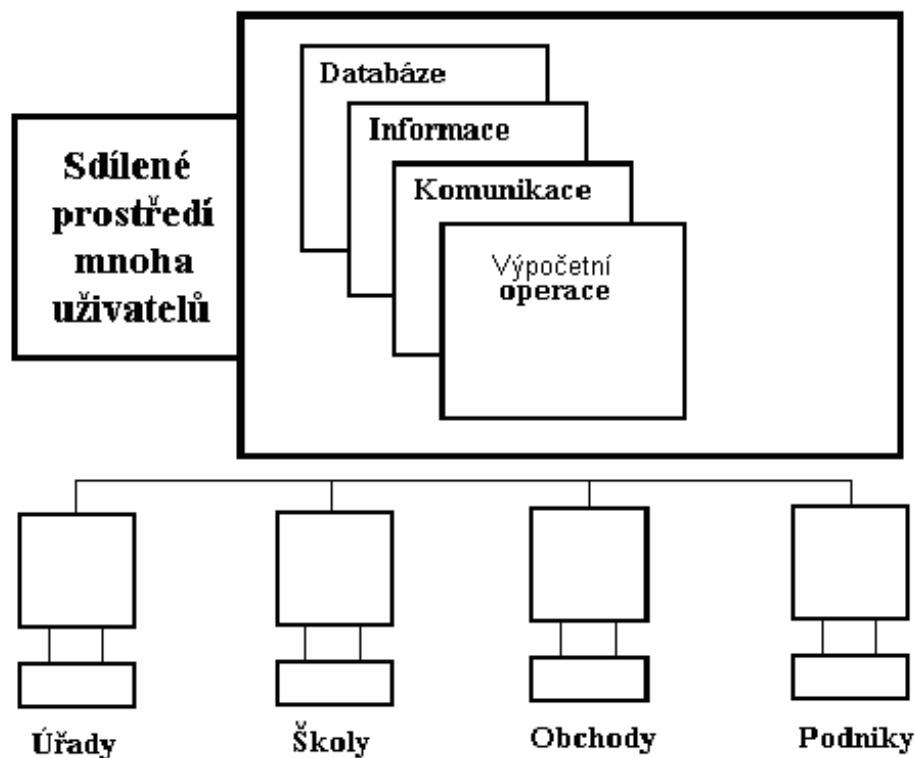 Databáze
Informace
Komunikace
Výpočetní
operace
Sdílené
prostředí
mnoha
uživatelů
Úřady
Školy
Obchody
Podniky